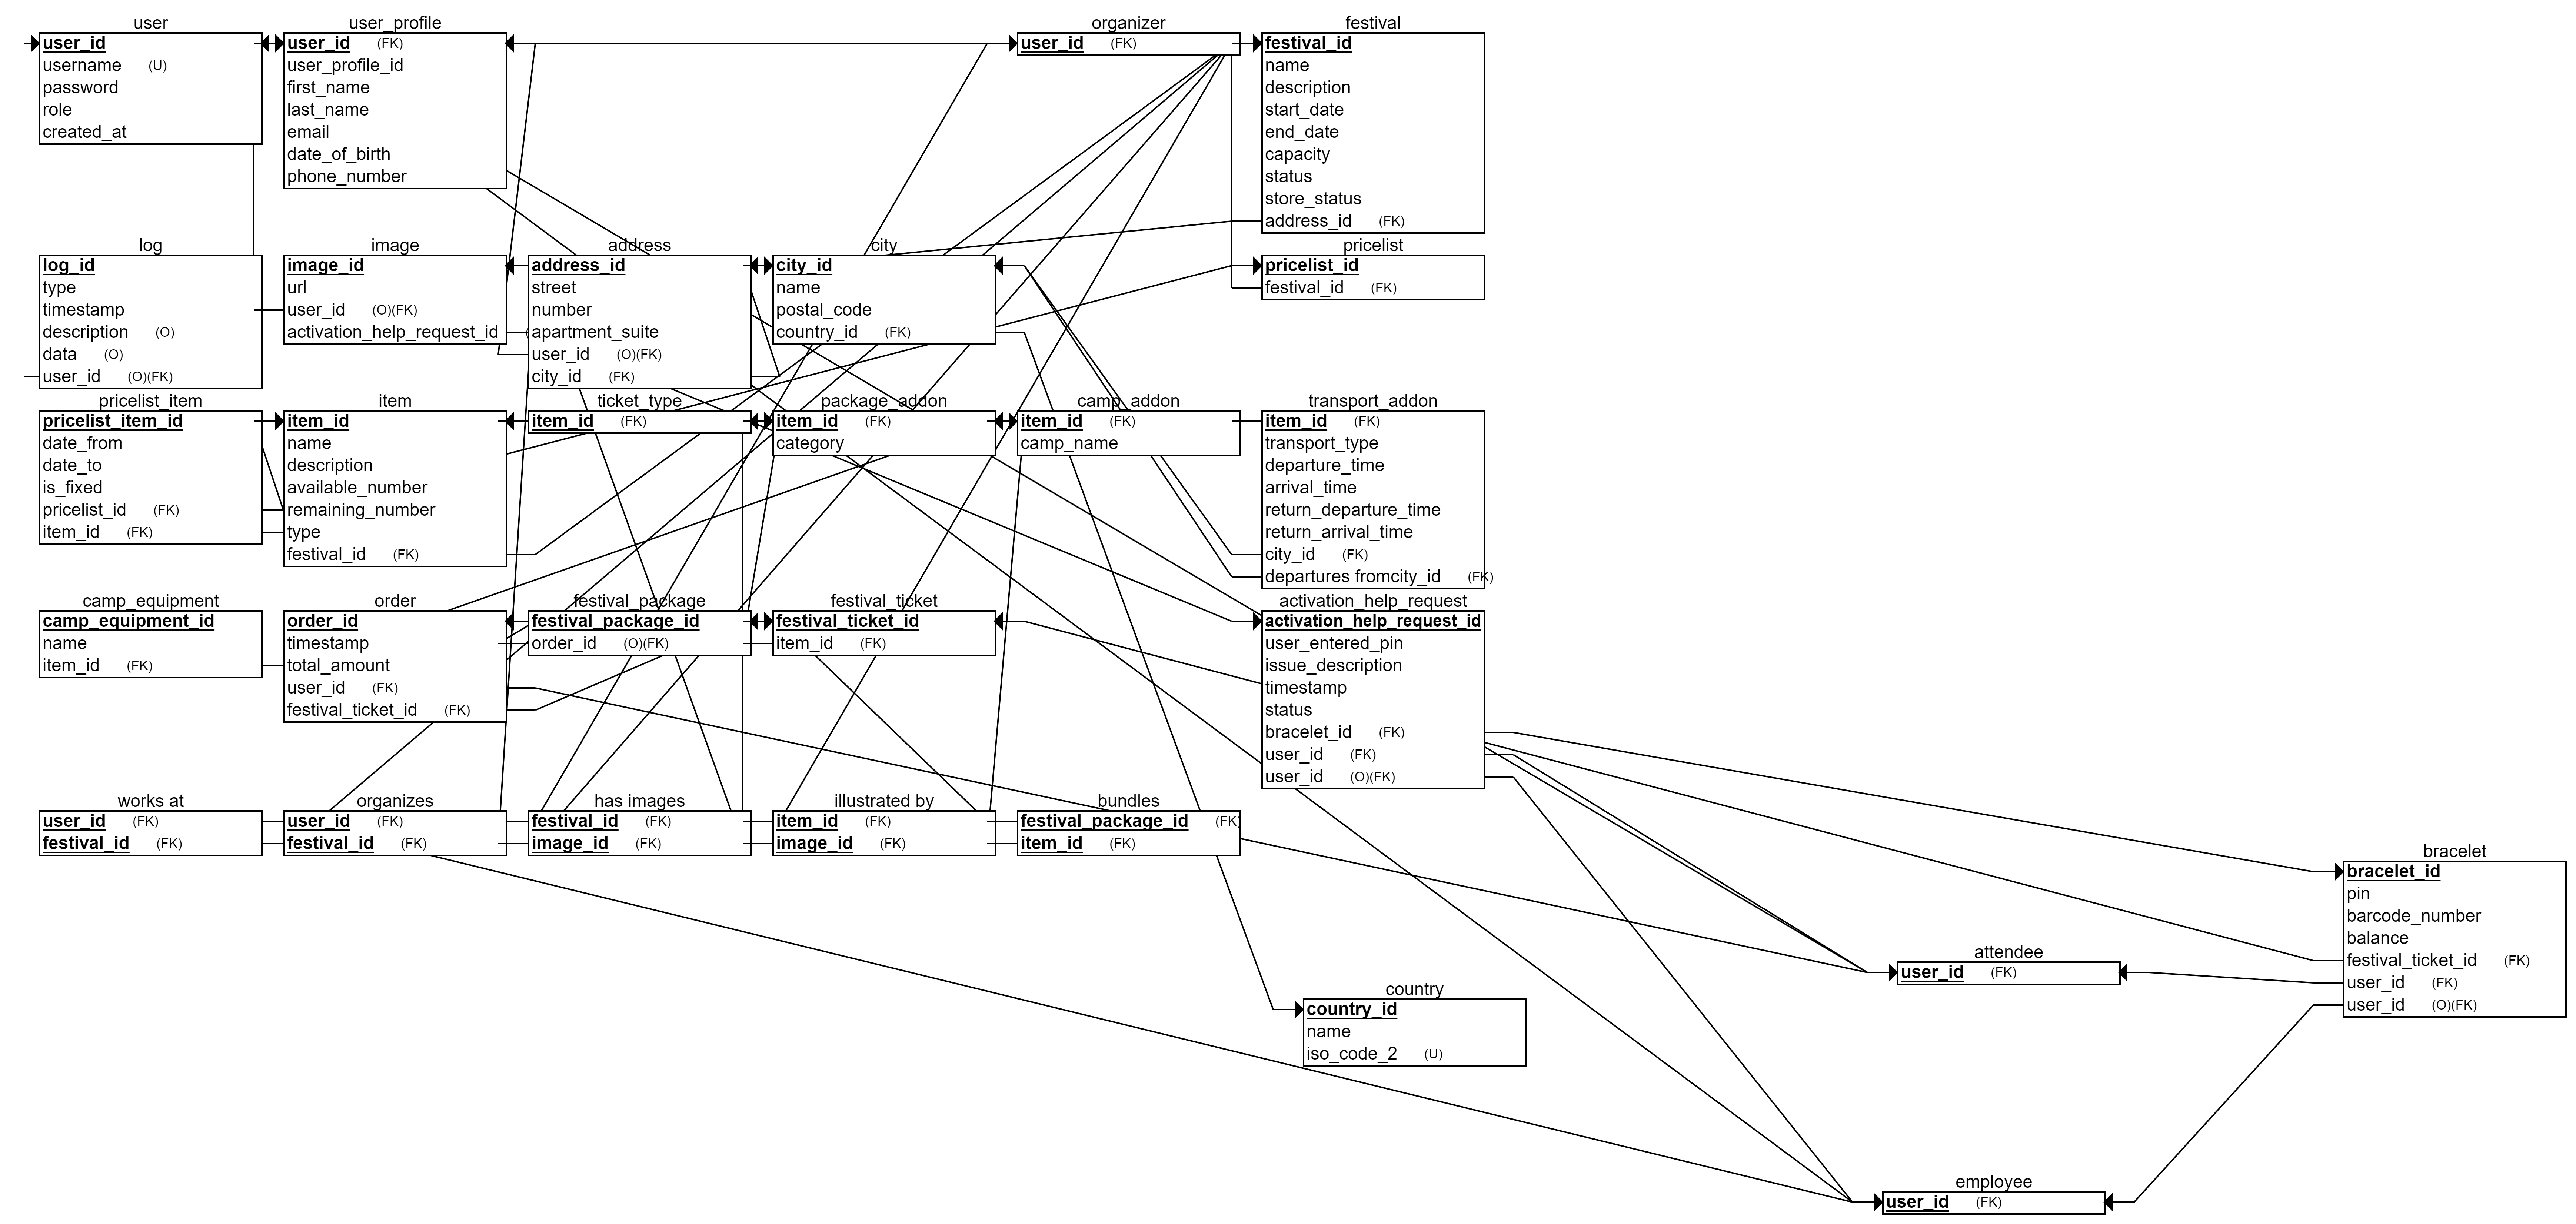 user
user_id
username (U)
password
role
created_at
user_profile
user_id (FK)
user_profile_id
first_name
last_name
email
date_of_birth
phone_number
organizer
user_id (FK)
festival
festival_id
name
description
start_date
end_date
capacity
status
store_status
address_id (FK)
log
log_id
type
timestamp
description (O)
data (O)
user_id (O)(FK)
image
image_id
url
user_id (O)(FK)
activation_help_request_id
address
address_id
street
number
apartment_suite
user_id (O)(FK)
city_id (FK)
city
city_id
name
postal_code
country_id (FK)
pricelist
pricelist_id
festival_id (FK)
pricelist_item
pricelist_item_id
date_from
date_to
is_fixed
pricelist_id (FK)
item_id (FK)
item
item_id
name
description
available_number
remaining_number
type
festival_id (FK)
ticket_type
item_id (FK)
package_addon
item_id (FK)
category
camp_addon
item_id (FK)
camp_name
transport_addon
item_id (FK)
transport_type
departure_time
arrival_time
return_departure_time
return_arrival_time
city_id (FK)
departures fromcity_id (FK)
camp_equipment
camp_equipment_id
name
item_id (FK)
order
order_id
timestamp
total_amount
user_id (FK)
festival_ticket_id (FK)
festival_package
festival_package_id
order_id (O)(FK)
festival_ticket
festival_ticket_id
item_id (FK)
activation_help_request
activation_help_request_id
user_entered_pin
issue_description
timestamp
status
bracelet_id (FK)
user_id (FK)
user_id (O)(FK)
works at
user_id (FK)
festival_id (FK)
organizes
user_id (FK)
festival_id (FK)
has images
festival_id (FK)
image_id (FK)
illustrated by
item_id (FK)
image_id (FK)
bundles
festival_package_id (FK)
item_id (FK)
bracelet
bracelet_id
pin
barcode_number
balance
festival_ticket_id (FK)
user_id (FK)
user_id (O)(FK)
attendee
user_id (FK)
country
country_id
name
iso_code_2 (U)
employee
user_id (FK)